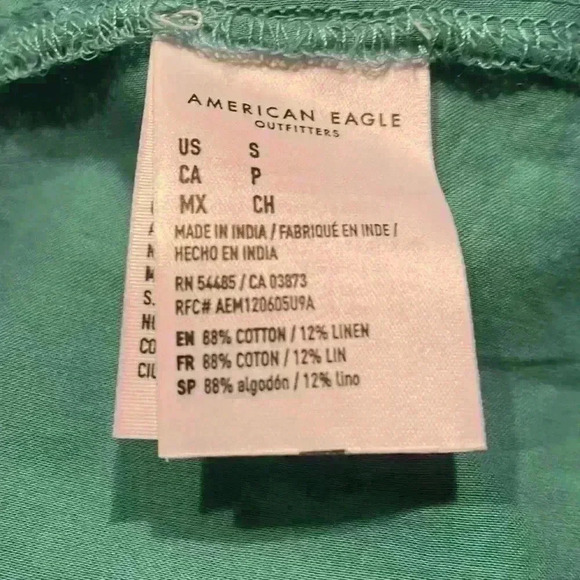 AMERICAN EAGLE
OUTFITTERS
US S
CA P
MX CH
MADE IN INDIA / FABRIQUÉ EN INDE /
HECHO EN INDIA
RN 54485 / CA 03873
RFC# AEM120605U9A
EN 88% COTTON / 12% LINEN
FR 88% COTON / 12% LIN
SP 88% algodón / 12% lino